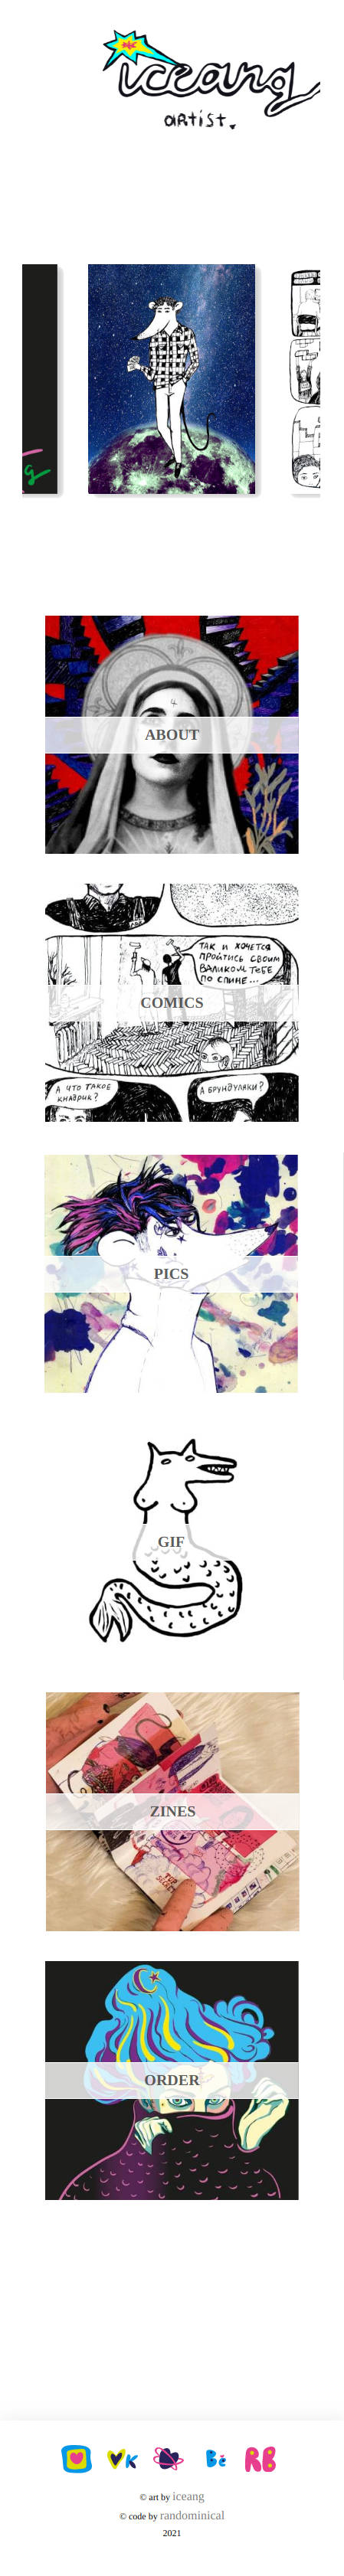 iceang
artist.
g
ABOUT
ТАК И ХОЧЕТСЯ
ПРОЙТИСЬ СВОИМ
ВАЛИКОМ ТЕБЕ
ПО СПИНЕ...
COMICS
А ЧТО ТАКОЕ
КНАДРИК?
А БРУНДУЛЯКИ?
PICS
GIF
ZINES
ORDER
VK
Bē
RB
© art by iceang
© code by randominical
2021